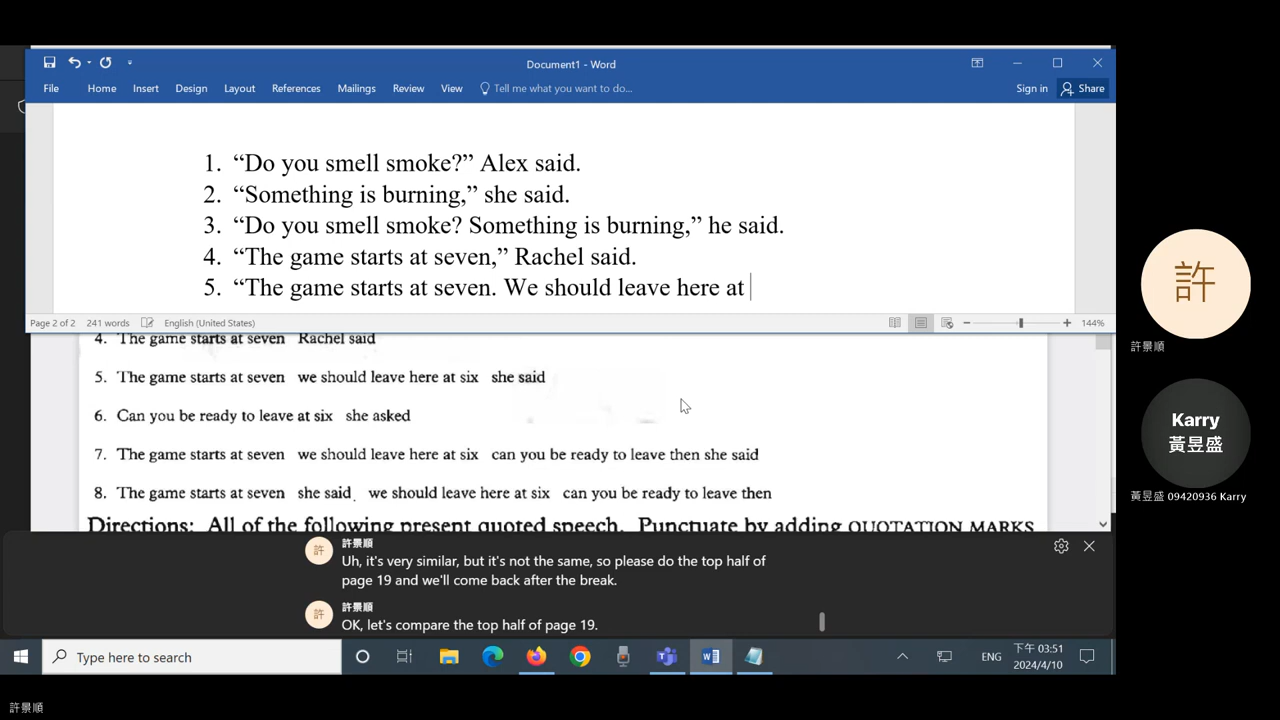 Document1 - Word
File Home Insert Design Layout References Mailings Review View Tell me what you want to do... Sign in Share
1. “Do you smell smoke?” Alex said.
2. “Something is burning,” she said.
3. “Do you smell smoke? Something is burning,” he said.
4. “The game starts at seven,” Rachel said.
5. “The game starts at seven. We should leave here at
Page 2 of 2 241 words English (United States) 144%
4. The game starts at seven Rachel said
5. The game starts at seven we should leave here at six she said
6. Can you be ready to leave at six she asked
7. The game starts at seven we should leave here at six can you be ready to leave then she said
8. The game starts at seven she said we should leave here at six can you be ready to leave then
Directions: All of the following present quoted speech. Punctuate by adding QUOTATION MARKS
許 許景順
Uh, it's very similar, but it's not the same, so please do the top half of
page 19 and we'll come back after the break.
許 許景順
OK, let's compare the top half of page 19.
Type here to search
ENG
下午 03:51
2024/4/10
許
許景順
Karry
黃昱盛
黃昱盛 09420936 Karry
許景順